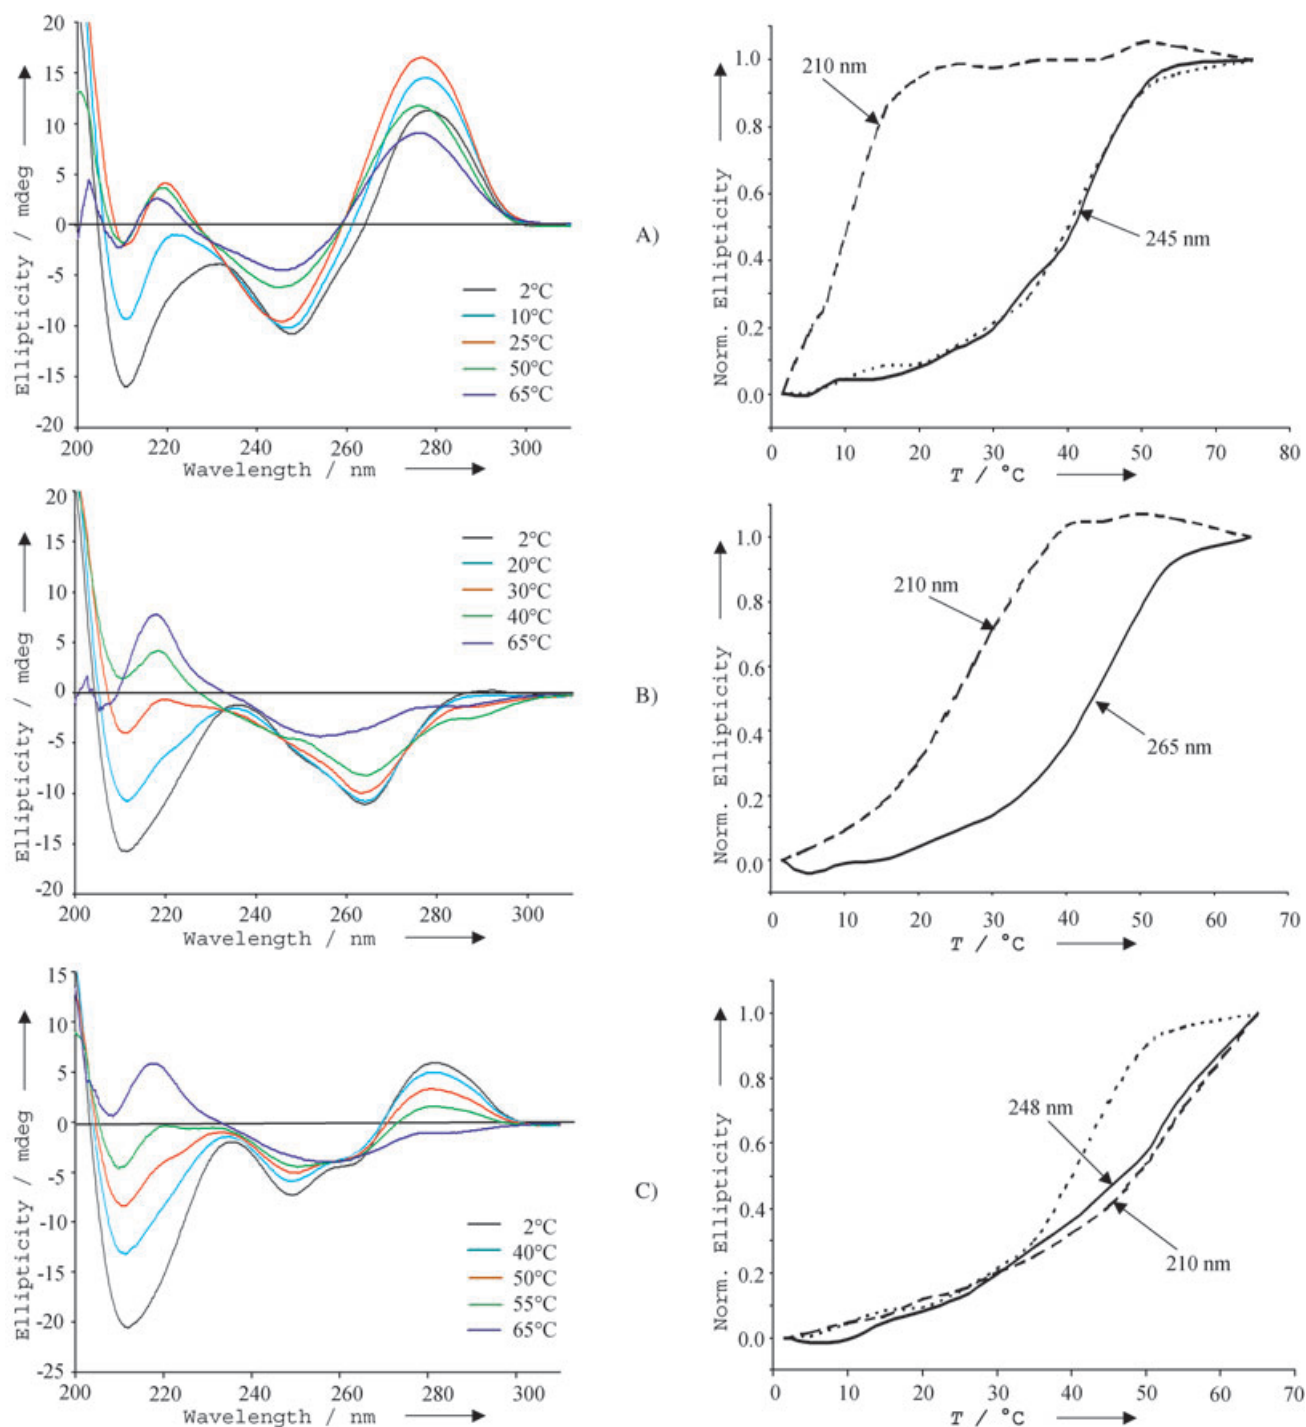 20
15
10
5
0
-5
-10
-15
-20
Ellipticity / mdeg
200 220 240 260 280 300
Wavelength / nm
2°C
10°C
25°C
50°C
65°C
A)
1.0
0.8
0.6
0.4
0.2
0.0
Norm. Ellipticity
210 nm
245 nm
0 10 20 30 40 50 60 70 80
T / °C
20
15
10
5
0
-5
-10
-15
-20
Ellipticity / mdeg
200 220 240 260 280 300
Wavelength / nm
2°C
20°C
30°C
40°C
65°C
B)
1.0
0.8
0.6
0.4
0.2
0.0
Norm. Ellipticity
210 nm
265 nm
0 10 20 30 40 50 60 70
T / °C
15
10
5
0
-5
-10
-15
-20
-25
Ellipticity / mdeg
200 220 240 260 280 300
Wavelength / nm
2°C
40°C
50°C
55°C
65°C
C)
1.0
0.8
0.6
0.4
0.2
0.0
Norm. Ellipticity
248 nm
210 nm
0 10 20 30 40 50 60 70
T / °C